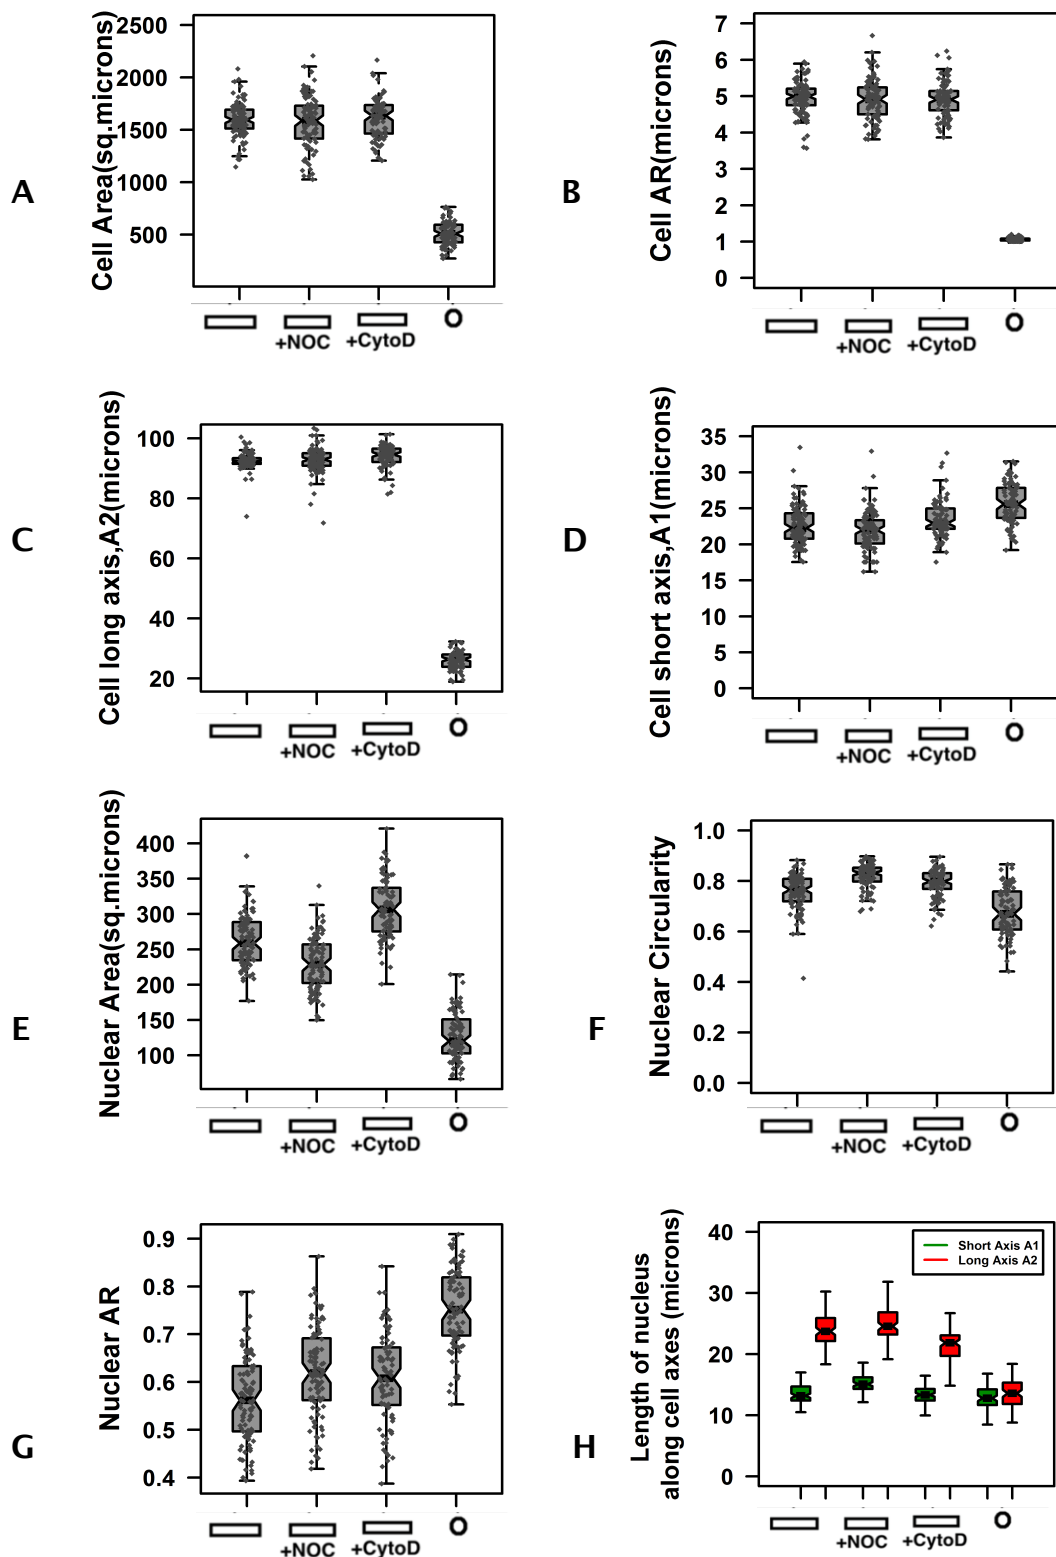 A
Cell Area(sq.microns)
2500
2000
1500
1000
500
+NOC
+CytoD
B
Cell AR(microns)
7
6
5
4
3
2
1
0
+NOC
+CytoD
C
Cell long axis,A2(microns)
100
80
60
40
20
+NOC
+CytoD
D
Cell short axis,A1(microns)
35
30
25
20
15
10
5
0
+NOC
+CytoD
E
Nuclear Area(sq.microns)
400
350
300
250
200
150
100
+NOC
+CytoD
F
Nuclear Circularity
1.0
0.8
0.6
0.4
0.2
0.0
+NOC
+CytoD
G
Nuclear AR
0.9
0.8
0.7
0.6
0.5
0.4
+NOC
+CytoD
H
Length of nucleus
along cell axes (microns)
40
30
20
10
0
Short Axis A1
Long Axis A2
+NOC
+CytoD